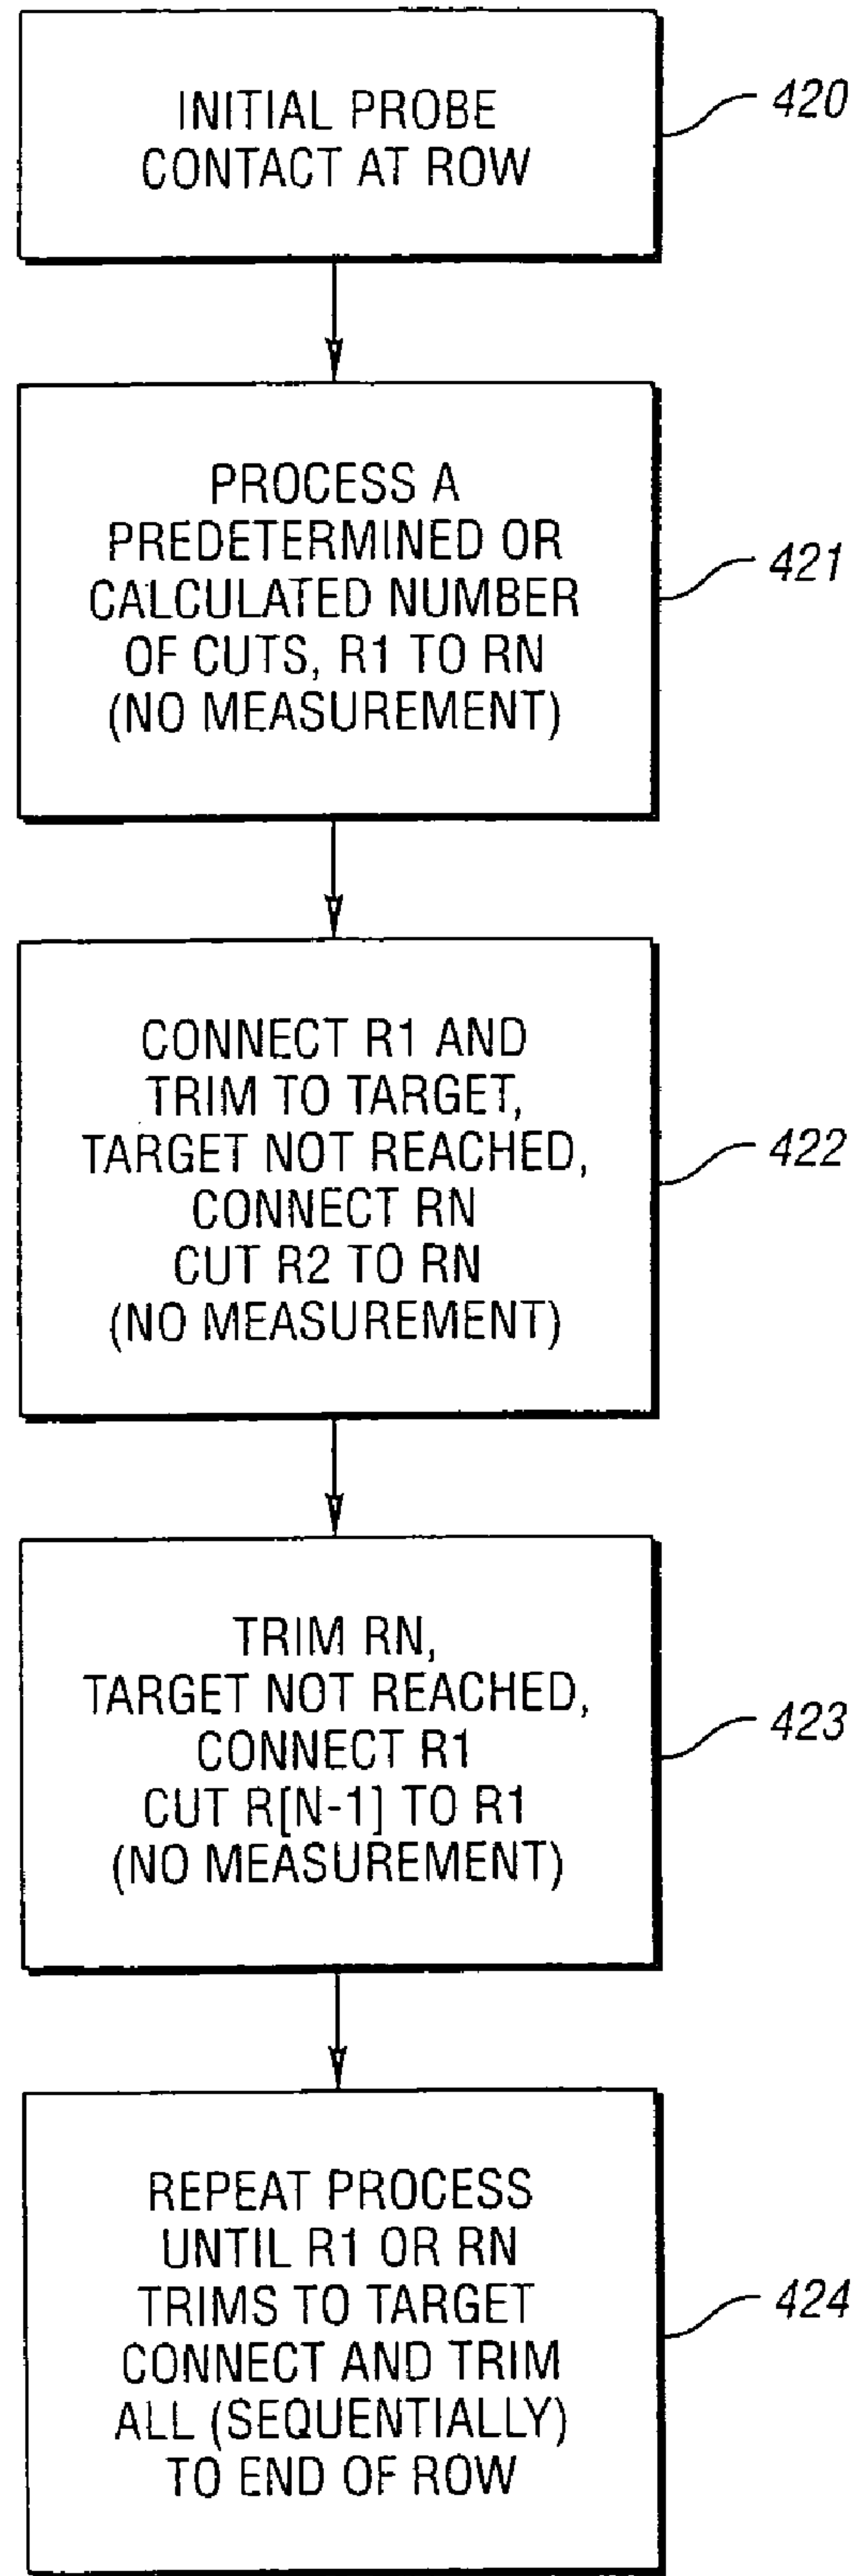 INITIAL PROBE
CONTACT AT ROW
420
PROCESS A
PREDETERMINED OR
CALCULATED NUMBER
OF CUTS, R1 TO RN
(NO MEASUREMENT)
421
CONNECT R1 AND
TRIM TO TARGET,
TARGET NOT REACHED,
CONNECT RN
CUT R2 TO RN
(NO MEASUREMENT)
422
TRIM RN,
TARGET NOT REACHED,
CONNECT R1
CUT R[N-1] TO R1
(NO MEASUREMENT)
423
REPEAT PROCESS
UNTIL R1 OR RN
TRIMS TO TARGET
CONNECT AND TRIM
ALL (SEQUENTIALLY)
TO END OF ROW
424